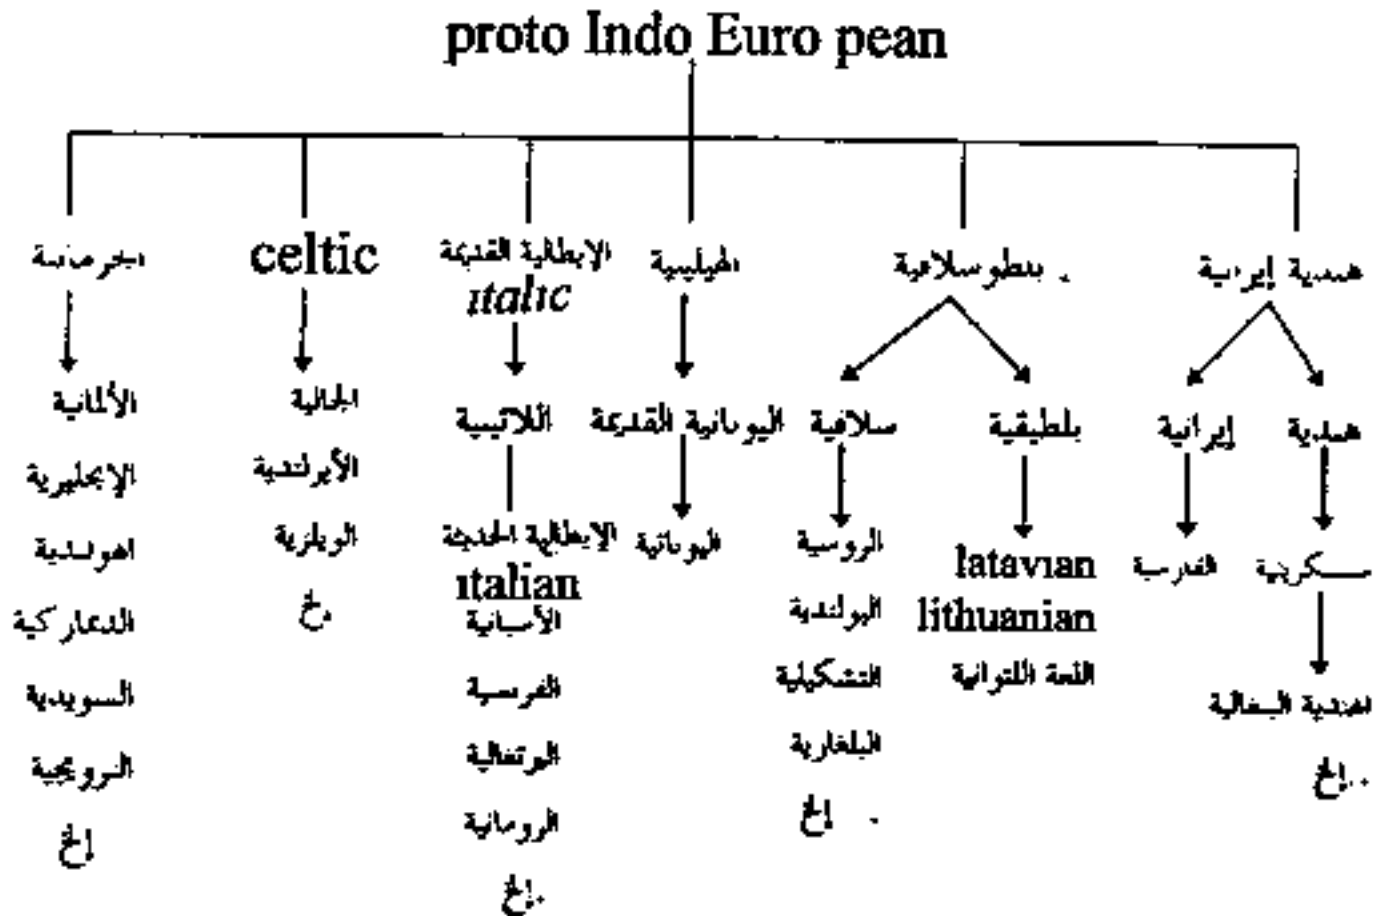 proto Indo Euro pean
الجرمانية
celtic
الإيطالية القديمة
italic
الهيلينية
بلطوسلافية
هندية إيرانية
الألمانية
الإنجليزية
الهولندية
الدنماركية
السويدية
النرويجية
إلخ
الجالية
الأيرلندية
الويلزية
إلخ
اللاتينية
الإيطالية الحديثة
italian
الأسبانية
الفرنسية
البرتغالية
الرومانية
إلخ.
اليونانية القديمة
اليونانية
سلافية
الروسية
البولندية
التشكيلية
البلغارية
إلخ .
بلطيقية
latavian
lithuanian
اللغة اللتوانية
إيرانية
الفارسية
هندية
سنسكريتية
الهندية البنغالية
إلخ..